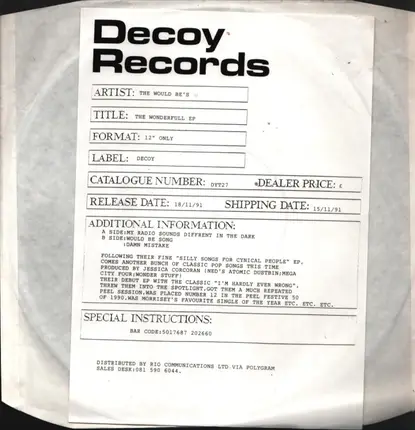 Decoy
Records
ARTIST: THE WOULD BE'S
TITLE: THE WONDERFULL EP
FORMAT: 12" ONLY
LABEL: DECOY
CATALOGUE NUMBER: DYT27 *DEALER PRICE: £
RELEASE DATE: 18/11/91 SHIPPING DATE: 15/11/91
ADDITIONAL INFORMATION:
A SIDE:MY RADIO SOUNDS DIFFRENT IN THE DARK
B SIDE:WOULD BE SONG
:DAMN MISTAKE
FOLLOWING THEIR FINE "SILLY SONGS FOR CYNICAL PEOPLE" EP.
COMES ANOTHER BUNCH OF CLASSIC POP SONGS THIS TIME
PRODUCED BY JESSICA CORCORAN (NED'S ATOMIC DUSTBIN:MEGA
CITY FOUR:WONDER STUFF)
THEIR DEBUT EP WITH THE CLASSIC "I'M HARDLY EVER WRONG",
THREW THEM INTO THE SPOTLIGHT.GOT THEM A MUCH REPEATED
PEEL SESSION.WAS PLACED NUMBER 12 IN THE PEEL FESTIVE 50
OF 1990.WAS MORRISEY'S FAVOURITE SINGLE OF THE YEAR ETC. ETC. ETC.
SPECIAL INSTRUCTIONS:
BAR CODE:5017687 202660
DISTRIBUTED BY RIO COMMUNICATIONS LTD VIA POLYGRAM
SALES DESK:081 590 6044.